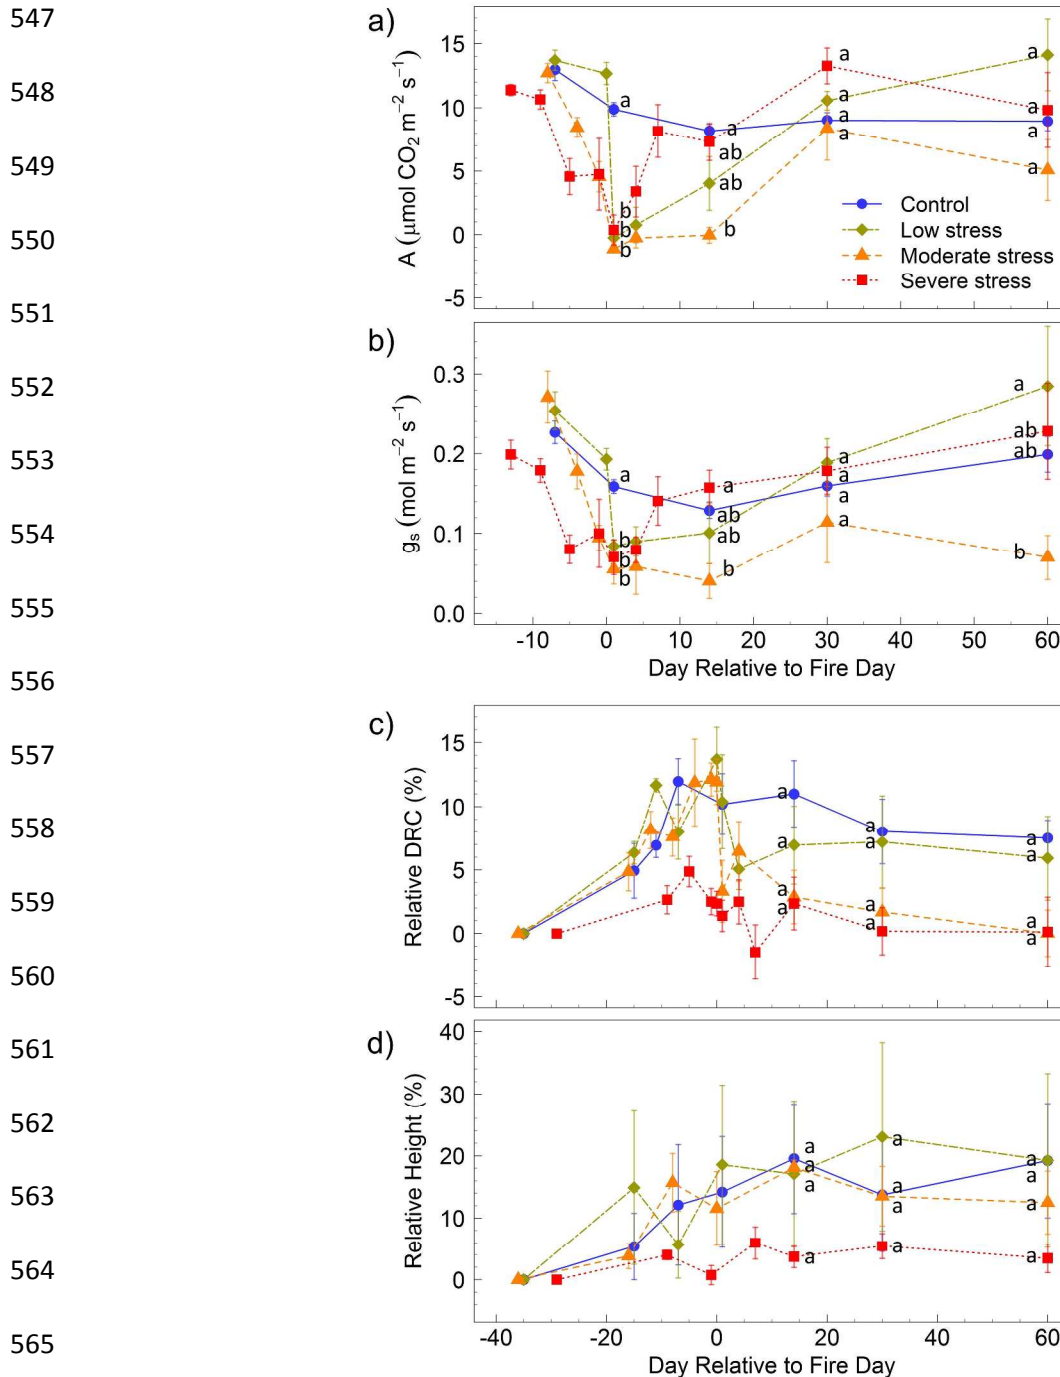 547
548
549
550
551
552
553
554
555
556
557
558
559
560
561
562
563
564
565
a)
A (μmol CO2 m−2 s−1)
15
10
5
0
-5
a
a
a
a
a
a
a
a
a
a
a
ab
ab
b
b
b
b
Control
Low stress
Moderate stress
Severe stress
b)
gs (mol m−2 s−1)
0.3
0.2
0.1
0.0
a
a
ab
ab
b
b
b
b
a
a
a
a
a
ab
ab
b
-10 0 10 20 30 40 50 60
Day Relative to Fire Day
c)
Relative DRC (%)
15
10
5
0
-5
a
a
a
a
a
a
a
a
a
a
a
a
d)
Relative Height (%)
40
30
20
10
0
a
a
a
a
a
a
a
a
a
a
a
a
-40 -20 0 20 40 60
Day Relative to Fire Day